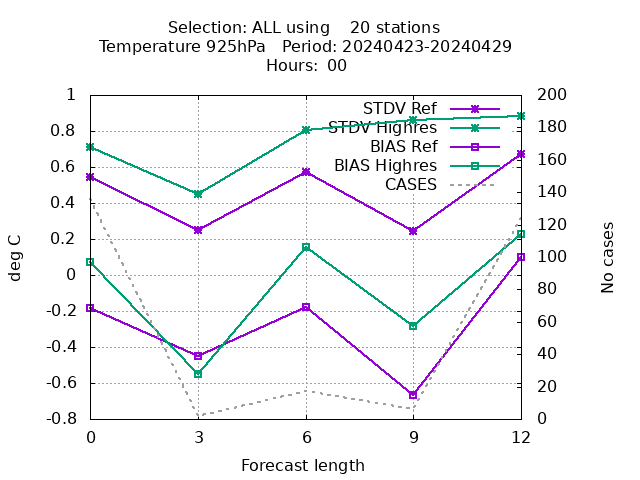 Selection: ALL using    20 stations
Temperature 925hPa   Period: 20240423-20240429
Hours:  00
1
0.8
0.6
0.4
0.2
0
-0.2
-0.4
-0.6
-0.8
deg C
STDV Ref
STDV Highres
BIAS Ref
BIAS Highres
CASES
200
180
160
140
120
100
80
60
40
20
0
No cases
0 3 6 9 12
Forecast length